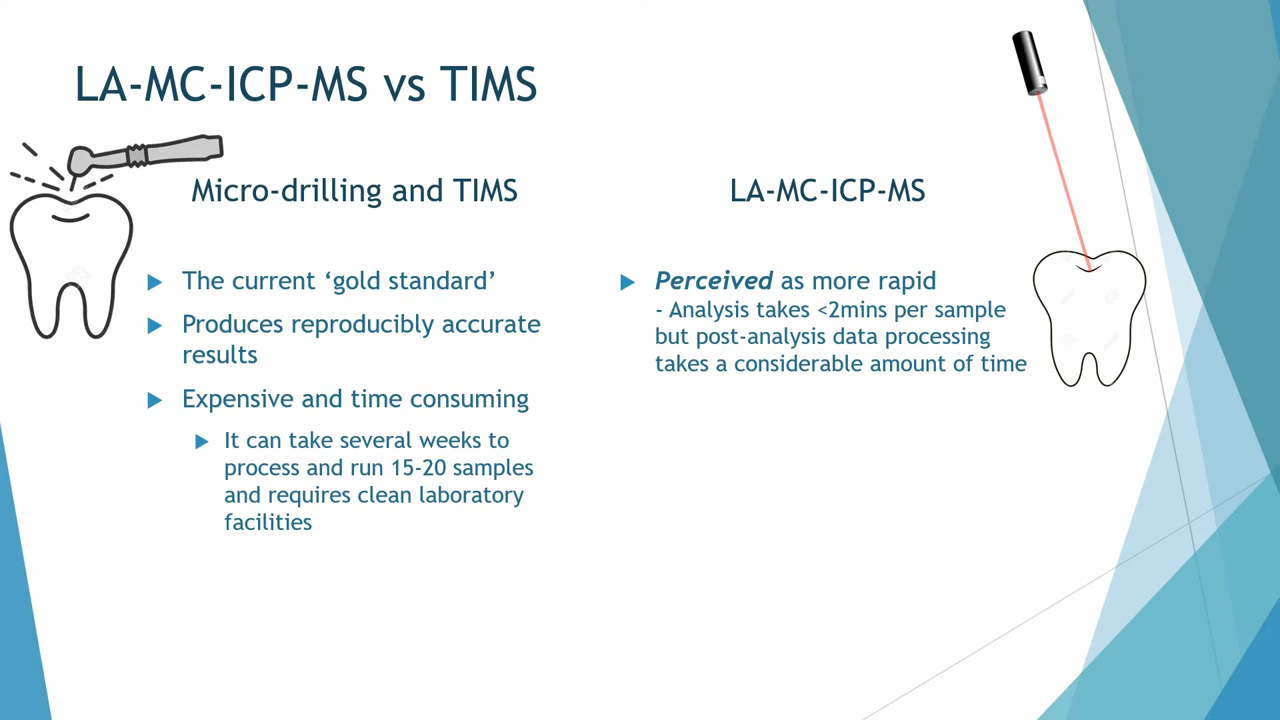 LA-MC-ICP-MS vs TIMS
Micro-drilling and TIMS
The current ‘gold standard’
Produces reproducibly accurate
results
Expensive and time consuming
It can take several weeks to
process and run 15-20 samples
and requires clean laboratory
facilities
LA-MC-ICP-MS
Perceived as more rapid
- Analysis takes <2mins per sample
but post-analysis data processing
takes a considerable amount of time